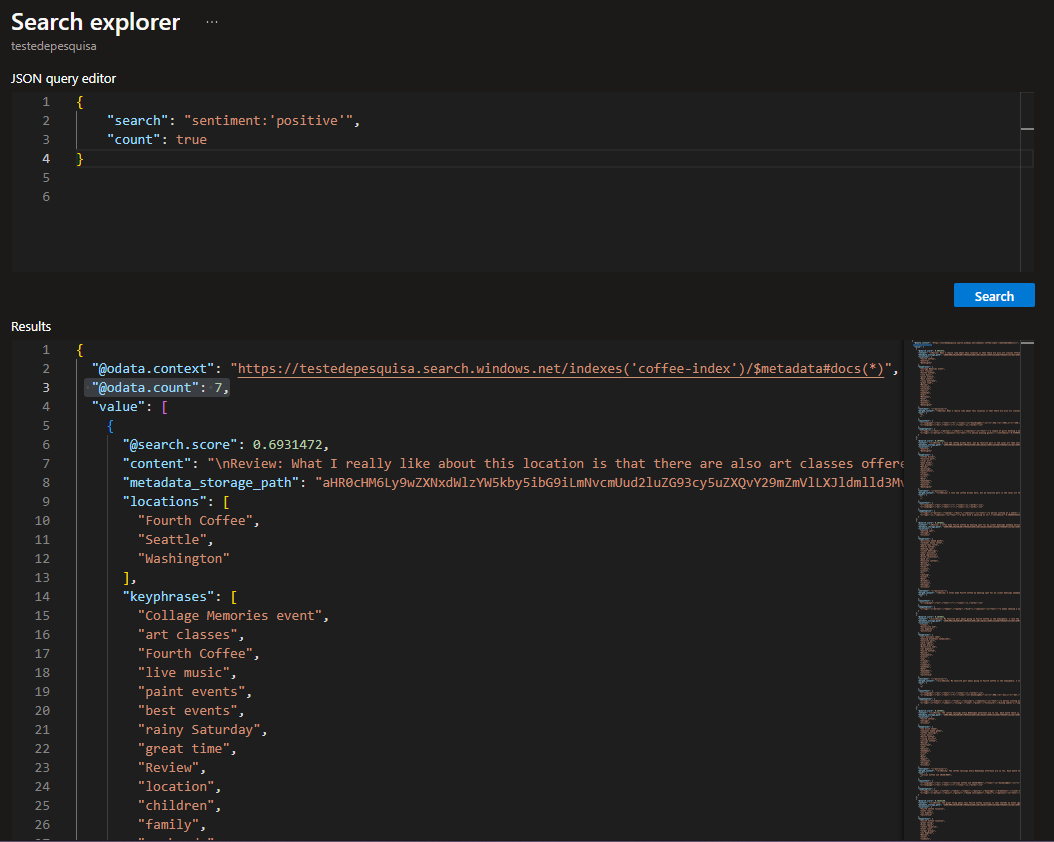 Search explorer ...
testedepesquisa
JSON query editor
1 {
2 "search": "sentiment:'positive'",
3 "count": true
4 }
5
6
Search
Results
1 {
2 "@odata.context": "https://testedepesquisa.search.windows.net/indexes('coffee-index')/$metadata#docs(*)",
3 "@odata.count": 7,
4 "value": [
5 {
6 "@search.score": 0.6931472,
7 "content": "\nReview: What I really like about this location is that there are also art classes offere
8 "metadata_storage_path":
9 "locations": [
10 "Fourth Coffee",
11 "Seattle",
12 "Washington"
13 ],
14 "keyphrases": [
15 "Collage Memories event",
16 "art classes",
17 "Fourth Coffee",
18 "live music",
19 "paint events",
20 "best events",
21 "rainy Saturday",
22 "great time",
23 "Review",
24 "location",
25 "children",
26 "family",